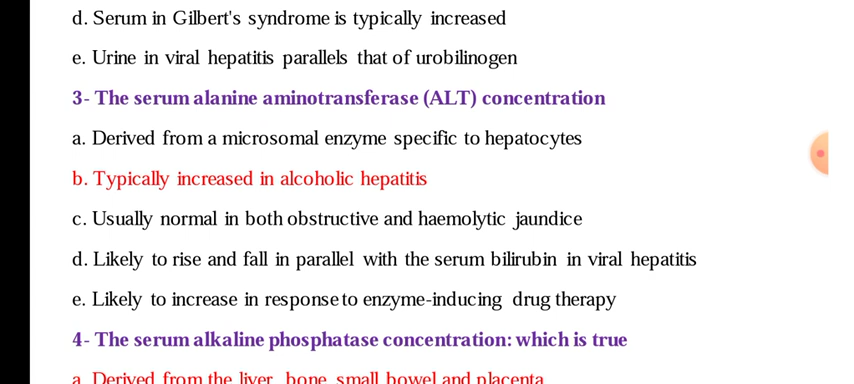 d. Serum in Gilbert's syndrome is typically increased
e. Urine in viral hepatitis parallels that of urobilinogen
3- The serum alanine aminotransferase (ALT) concentration
a. Derived from a microsomal enzyme specific to hepatocytes
b. Typically increased in alcoholic hepatitis
c. Usually normal in both obstructive and haemolytic jaundice
d. Likely to rise and fall in parallel with the serum bilirubin in viral hepatitis
e. Likely to increase in response to enzyme-inducing drug therapy
4- The serum alkaline phosphatase concentration: which is true
a. Derived from the liver, bone, small bowel and placenta